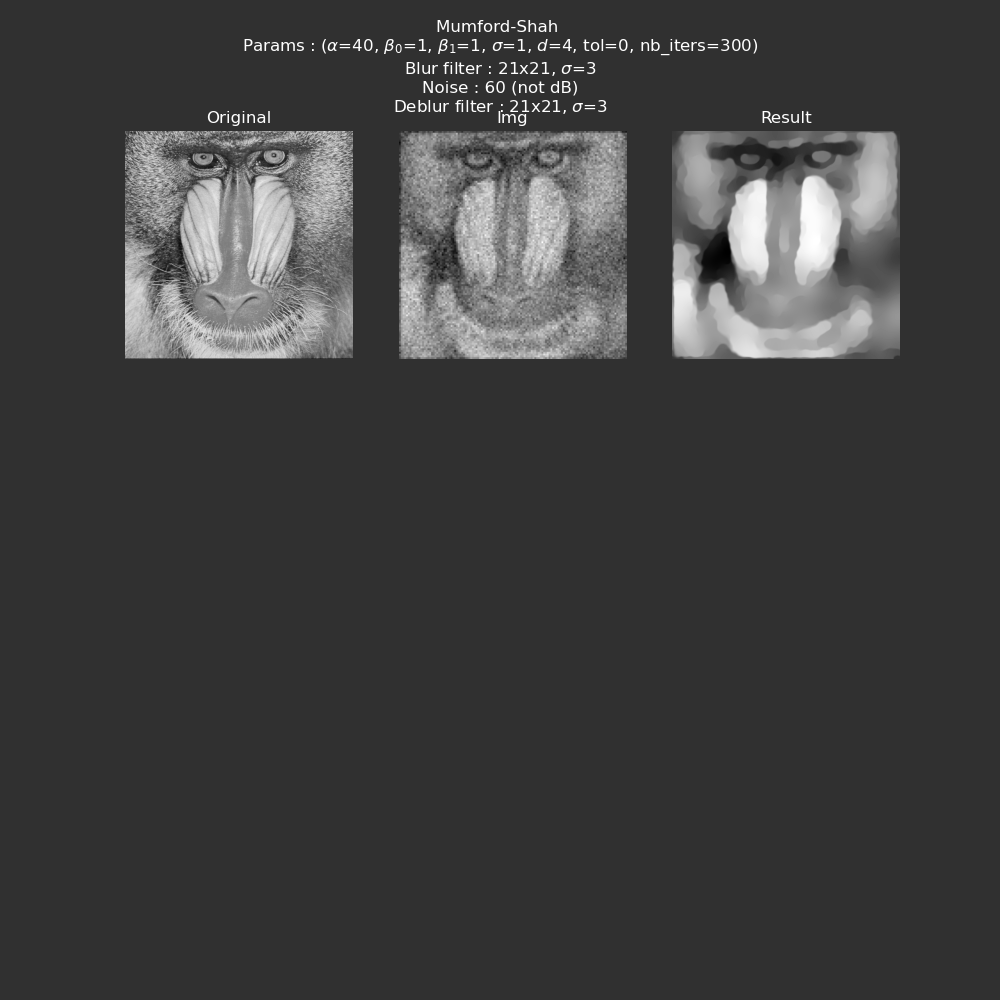 Mumford-Shah
Params : (α=40, β₀=1, β₁=1, σ=1, d=4, tol=0, nb_iters=300)
Blur filter : 21x21, σ=3
Noise : 60 (not dB)
Deblur filter : 21x21, σ=3
Original
Img
Result